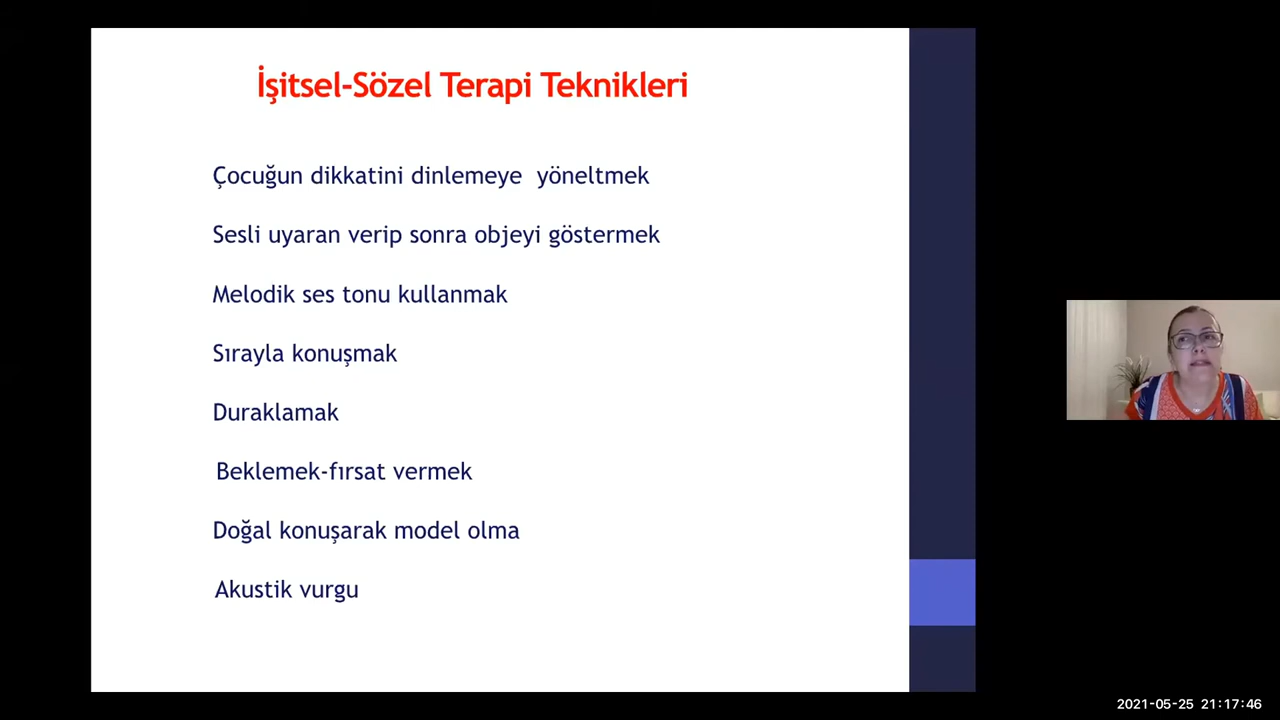 İşitsel-Sözel Terapi Teknikleri
Çocuğun dikkatini dinlemeye yöneltmek
Sesli uyaran verip sonra objeyi göstermek
Melodik ses tonu kullanmak
Sırayla konuşmak
Duraklamak
Beklemek-fırsat vermek
Doğal konuşarak model olma
Akustik vurgu
2021-05-25 21:17:46